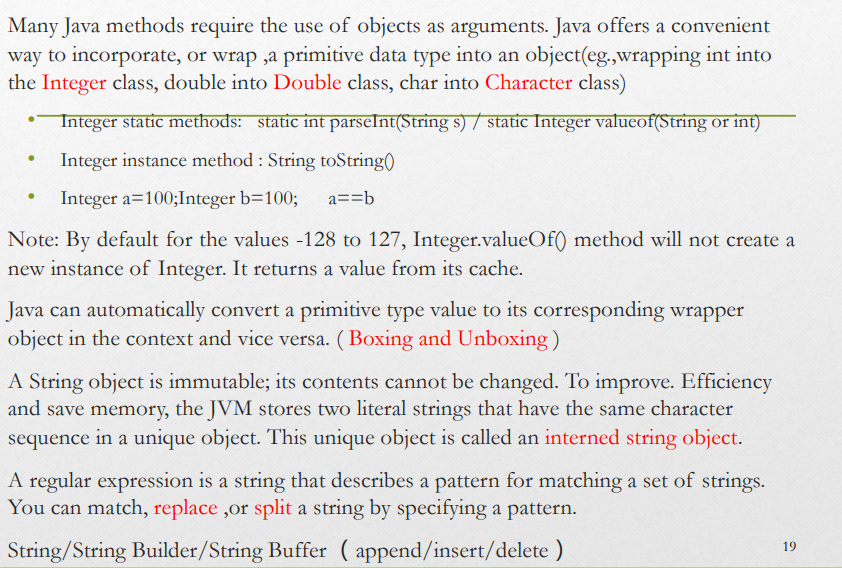 Many Java methods require the use of objects as arguments. Java offers a convenient
way to incorporate, or wrap ,a primitive data type into an object(eg.,wrapping int into
the Integer class, double into Double class, char into Character class)
• Integer static methods: static int parseInt(String s) / static Integer valueof(String or int)
• Integer instance method : String toString()
• Integer a=100;Integer b=100; a==b
Note: By default for the values -128 to 127, Integer.valueOf() method will not create a
new instance of Integer. It returns a value from its cache.
Java can automatically convert a primitive type value to its corresponding wrapper
object in the context and vice versa. ( Boxing and Unboxing )
A String object is immutable; its contents cannot be changed. To improve. Efficiency
and save memory, the JVM stores two literal strings that have the same character
sequence in a unique object. This unique object is called an interned string object.
A regular expression is a string that describes a pattern for matching a set of strings.
You can match, replace ,or split a string by specifying a pattern.
String/String Builder/String Buffer ( append/insert/delete )
19